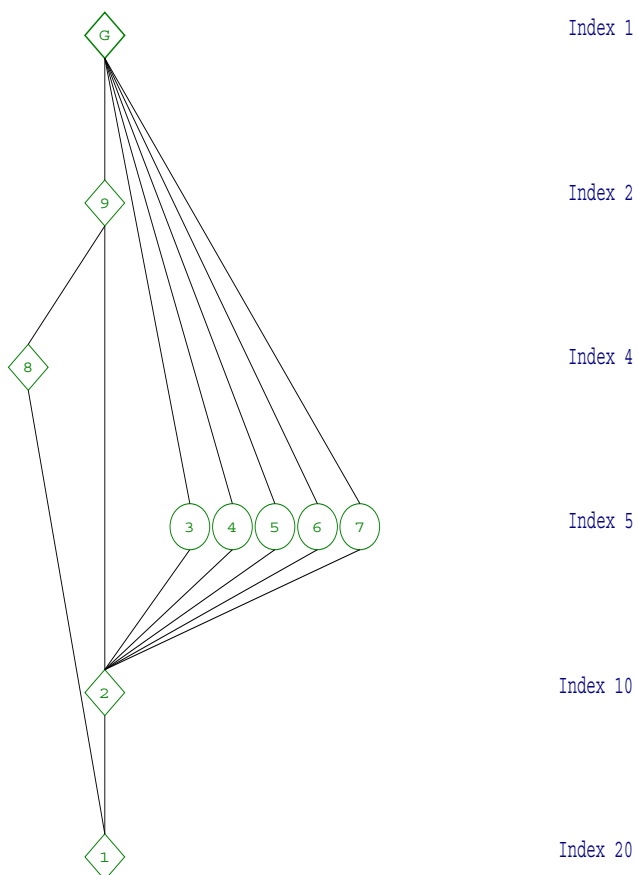 G Index 1
9 Index 2
8 Index 4
3 4 5 6 7 Index 5
2 Index 10
1 Index 20